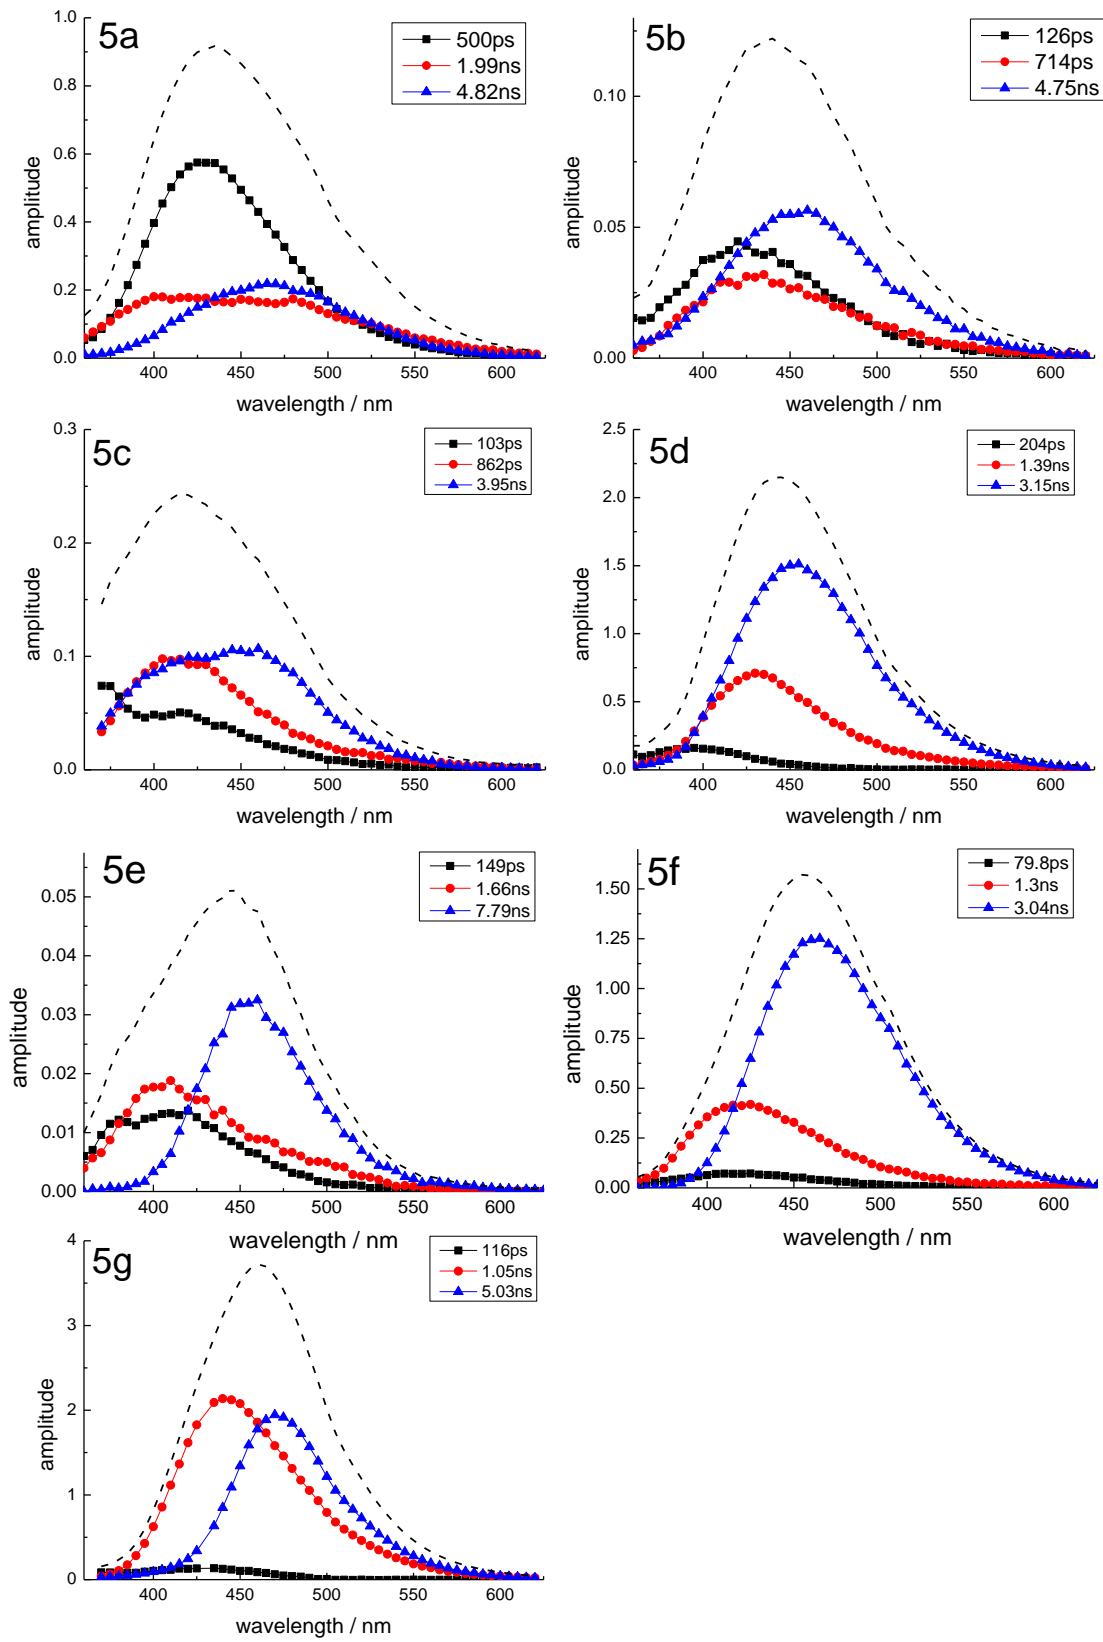 5a
500ps
1.99ns
4.82ns
1.0
0.8
0.6
0.4
0.2
0.0
amplitude
400 450 500 550 600
wavelength / nm
5b
126ps
714ps
4.75ns
0.10
0.05
0.00
amplitude
400 450 500 550 600
wavelength / nm
5c
103ps
862ps
3.95ns
0.3
0.2
0.1
0.0
amplitude
400 450 500 550 600
wavelength / nm
5d
204ps
1.39ns
3.15ns
2.5
2.0
1.5
1.0
0.5
0.0
amplitude
400 450 500 550 600
wavelength / nm
5e
149ps
1.66ns
7.79ns
0.05
0.04
0.03
0.02
0.01
0.00
amplitude
400 450 500 550 600
wavelength / nm
5f
79.8ps
1.3ns
3.04ns
1.50
1.25
1.00
0.75
0.50
0.25
0.00
amplitude
400 450 500 550 600
wavelength / nm
5g
116ps
1.05ns
5.03ns
4
3
2
1
0
amplitude
400 450 500 550 600
wavelength / nm